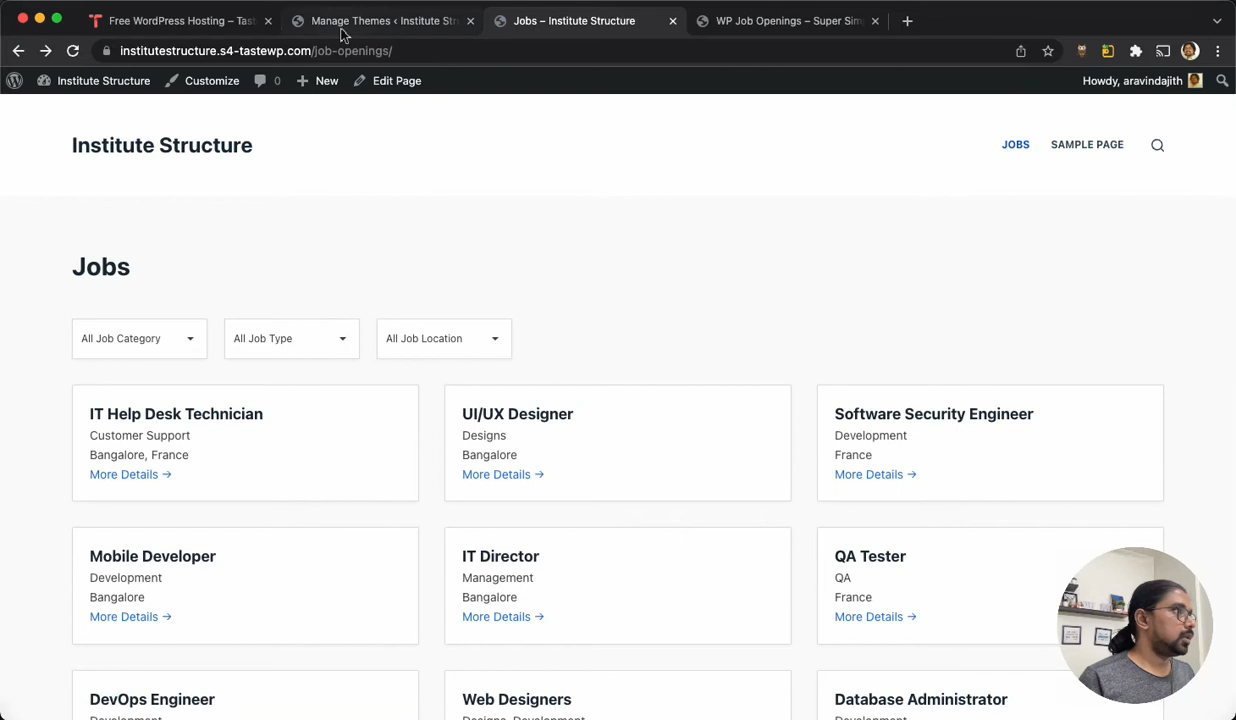 Free WordPress Hosting – Tast
Manage Themes ‹ Institute Str
Jobs – Institute Structure
WP Job Openings – Super Sim
institutestructure.s4-tastewp.com/job-openings/
Institute Structure
Customize
0
New
Edit Page
Howdy, aravindajith
Institute Structure
JOBS
SAMPLE PAGE
Jobs
All Job Category
All Job Type
All Job Location
IT Help Desk Technician
Customer Support
Bangalore, France
More Details →
UI/UX Designer
Designs
Bangalore
More Details →
Software Security Engineer
Development
France
More Details →
Mobile Developer
Development
Bangalore
More Details →
IT Director
Management
Bangalore
More Details →
QA Tester
QA
France
More Details →
DevOps Engineer
Development
Web Designers
Designs, Development
Database Administrator
Development